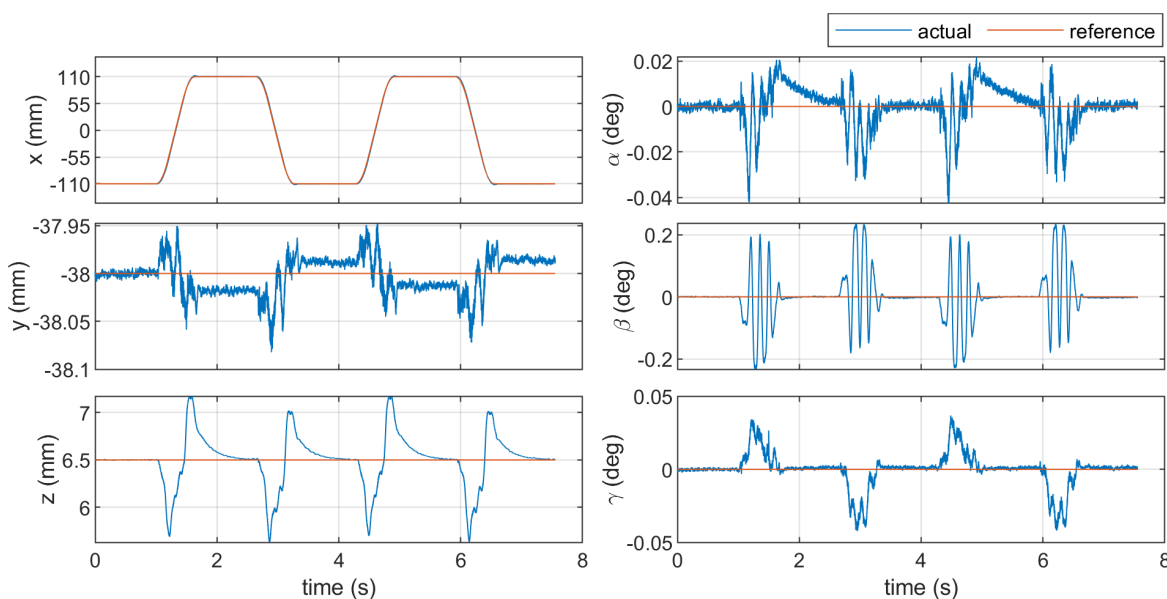 actual reference
x (mm)
110
55
0
-55
-110
α (deg)
0.02
0
-0.02
-0.04
y (mm)
-37.95
-38
-38.05
-38.1
β (deg)
0.2
0
-0.2
z (mm)
7
6.5
6
0 2 4 6 8
time (s)
γ (deg)
0.05
0
-0.05
0 2 4 6 8
time (s)